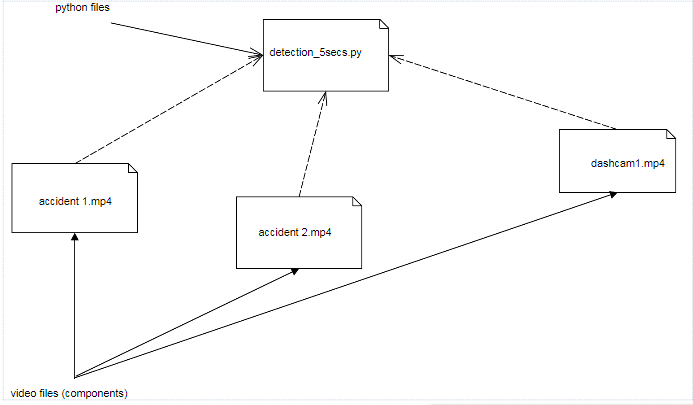 python files
detection_5secs.py
dashcam1.mp4
accident 1.mp4
accident 2.mp4
video files (components)